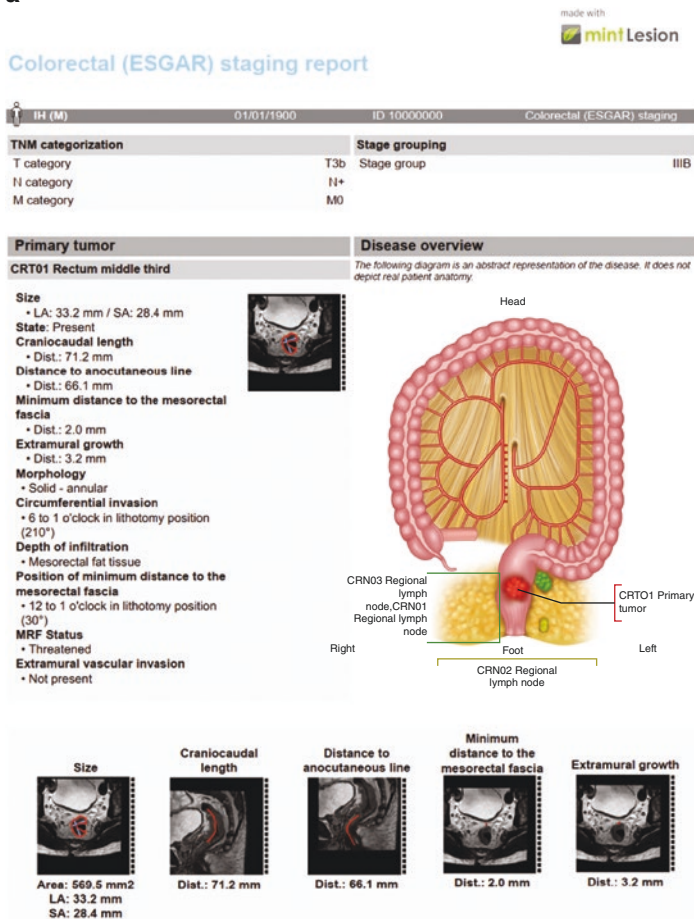 a
made with
mint Lesion
Colorectal (ESGAR) staging report
IH (M) 01/01/1900 ID 10000000 Colorectal (ESGAR) staging
TNM categorization
T category T3b
N category N+
M category M0
Stage grouping
Stage group IIIB
Primary tumor
CRT01 Rectum middle third
Size
• LA: 33.2 mm / SA: 28.4 mm
State: Present
Craniocaudal length
• Dist.: 71.2 mm
Distance to anocutaneous line
• Dist.: 66.1 mm
Minimum distance to the mesorectal
fascia
• Dist.: 2.0 mm
Extramural growth
• Dist.: 3.2 mm
Morphology
• Solid - annular
Circumferential invasion
• 6 to 1 o'clock in lithotomy position
(210°)
Depth of infiltration
• Mesorectal fat tissue
Position of minimum distance to the
mesorectal fascia
• 12 to 1 o'clock in lithotomy position
(30°)
MRF Status
• Threatened
Extramural vascular invasion
• Not present
Disease overview
The following diagram is an abstract representation of the disease. It does not
depict real patient anatomy.
Head
CRN03 Regional
lymph
node,CRN01
Regional lymph
node
CRTO1 Primary
tumor
Right
Foot
Left
CRN02 Regional
lymph node
Size
Area: 569.5 mm2
LA: 33.2 mm
SA: 28.4 mm
Craniocaudal
length
Dist.: 71.2 mm
Distance to
anocutaneous line
Dist.: 66.1 mm
Minimum
distance to the
mesorectal fascia
Dist.: 2.0 mm
Extramural growth
Dist.: 3.2 mm